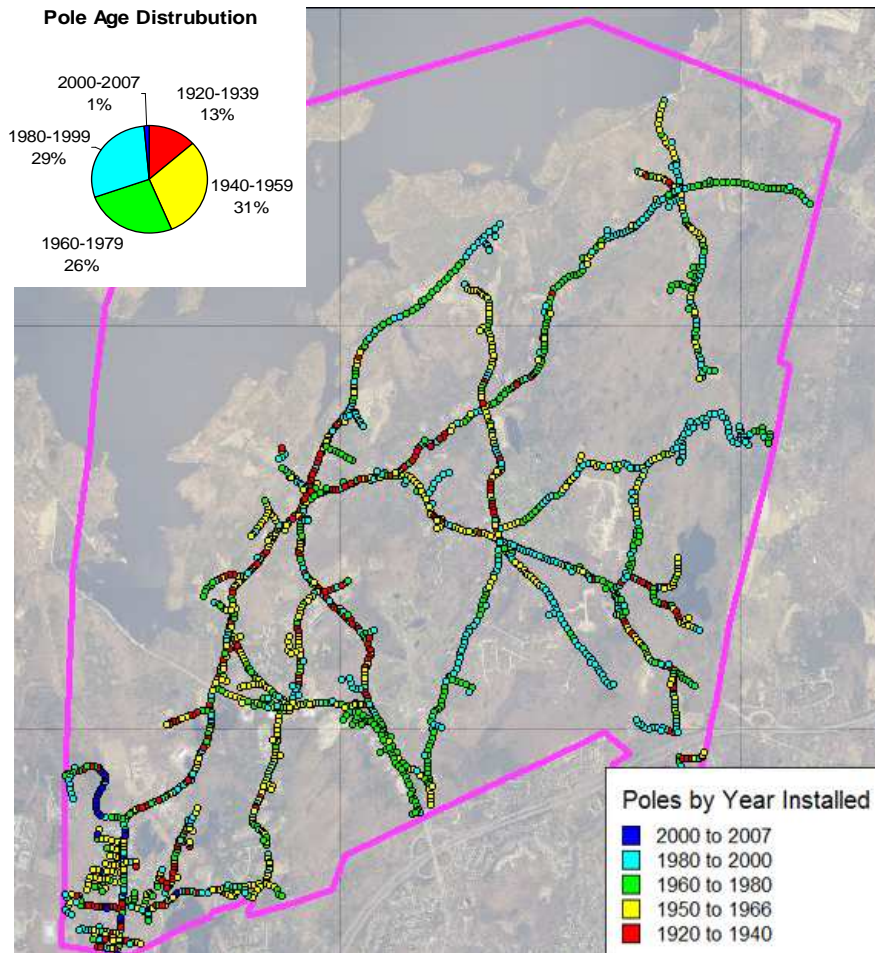 Pole Age Distrubution
2000-2007
1%
1920-1939
13%
1980-1999
29%
1940-1959
31%
1960-1979
26%
Poles by Year Installed
2000 to 2007
1980 to 2000
1960 to 1980
1950 to 1966
1920 to 1940